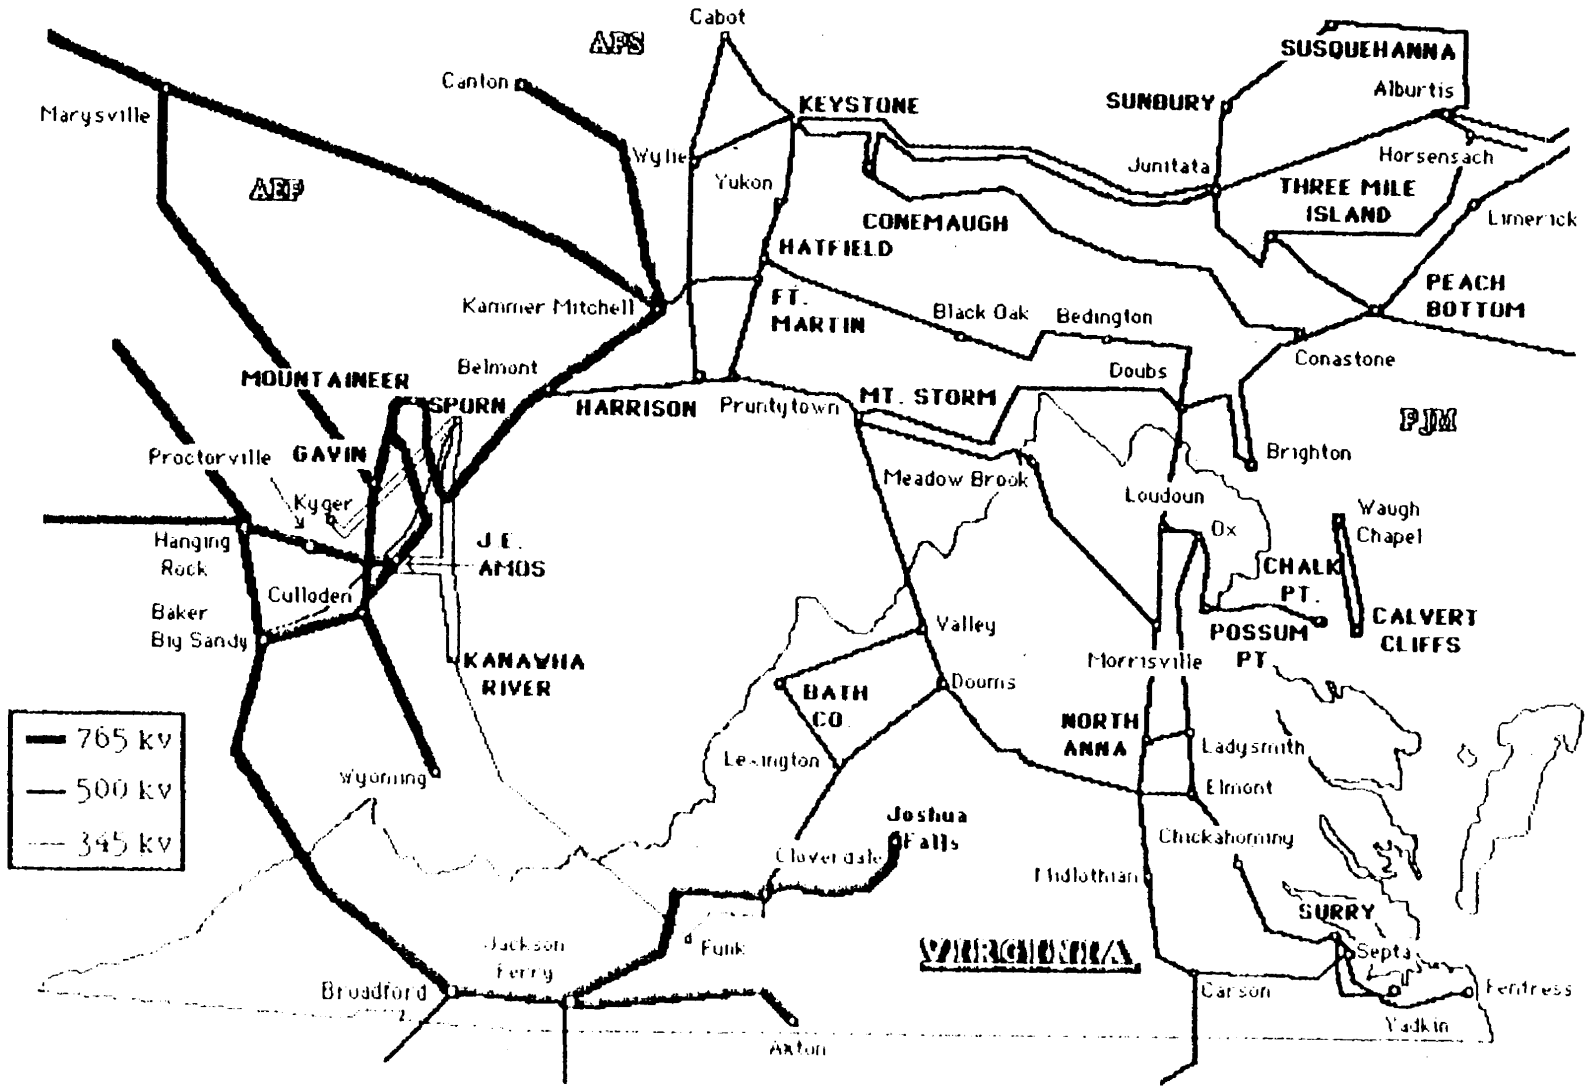 Cabot
APS
Canton
SUSQUEHANNA
Alburtis
KEYSTONE
SUNBURY
Marysville
Wylie
Junitata
Horsensach
AEP
Yukon
THREE MILE
ISLAND
Limerick
CONEMAUGH
HATFIELD
Kammer Mitchell
FT.
MARTIN
Black Oak
Bedington
PEACH
BOTTOM
Conastone
Belmont
Doubs
MOUNTAINEER
SPORN
HARRISON
Pruntytown
MT. STORM
PJM
Proctorville
GAVIN
Brighton
Meadow Brook
Kyger
Loudoun
Ox
Waugh
Chapel
Hanging
Rock
J.E.
AMOS
CHALK
PT.
Culloden
Baker
Big Sandy
Valley
POSSUM
PT
CALVERT
CLIFFS
KANAWHA
RIVER
Morrisville
BATH
CO.
Dooms
NORTH
ANNA
Ladysmith
765 kv
500 kv
345 kv
Lexington
Wyoming
Elmont
Joshua
Falls
Chickahominy
Cloverdale
Midlothian
SURRY
Jackson
Ferry
Funk
VIRGINIA
Septa
Broadford
Carson
Fentress
Yadkin
Axton